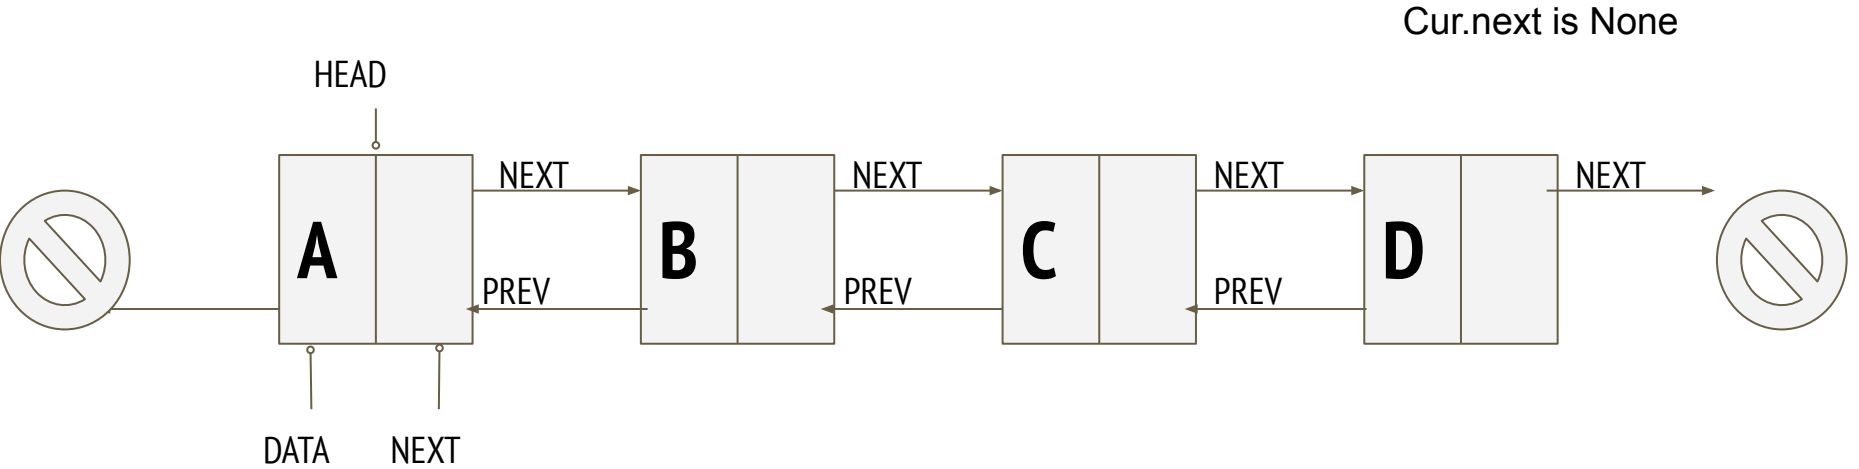 Cur.next is None
HEAD
NEXT
NEXT
NEXT
NEXT
A
B
C
D
PREV
PREV
PREV
DATA
NEXT